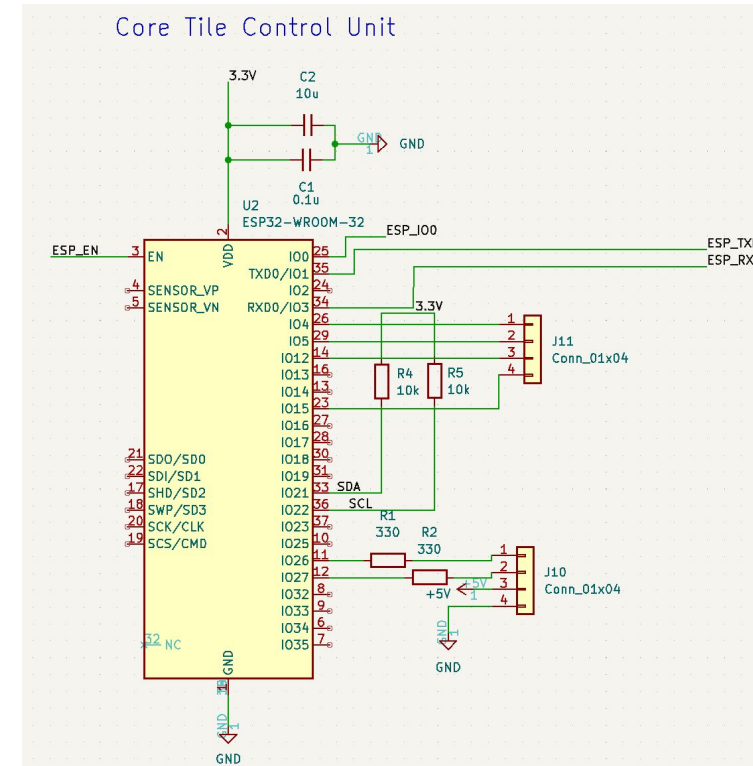 Core Tile Control Unit
3.3V
C2
10u
GND
1
GND
C1
0.1u
U2
ESP32-WROOM-32
2
VDD
ESP_EN
3
EN
4
SENSOR_VP
5
SENSOR_VN
21
SDO/SD0
22
SDI/SD1
17
SHD/SD2
18
SWP/SD3
20
SCK/CLK
19
SCS/CMD
32
NC
IO0
25
ESP_IO0
TXD0/IO1
35
IO2
24
RXD0/IO3
34
ESP_RX
IO4
26
IO5
29
IO12
14
IO13
16
IO14
13
IO15
23
IO16
27
IO17
28
IO18
30
IO19
31
IO21
33
SDA
IO22
36
SCL
IO23
37
IO25
10
IO26
11
IO27
12
IO32
8
IO33
9
IO34
6
IO35
7
3.3V
R4
10k
R5
10k
1
2
3
4
J11
Conn_01x04
R1
330
R2
330
1
2
3
4
J10
Conn_01x04
+5V
1
+5V
GND
1
GND
GND
GND
1
GND